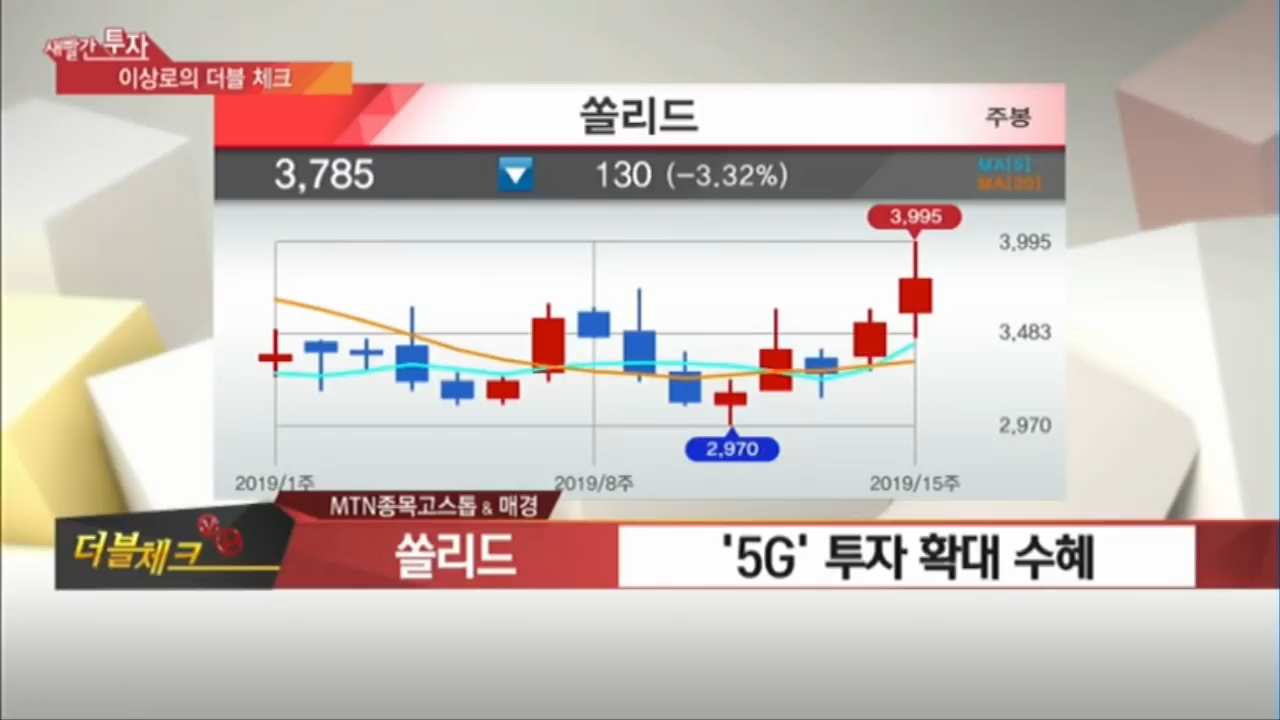 새빨간 투자
이상로의 더블 체크
쏠리드
주봉
3,785 ▼ 130 (-3.32%)
MA[5]
MA[20]
3,995
3,995
3,483
2,970
2,970
2019/1주 2019/8주 2019/15주
MTN종목고스톱 & 매경
더블체크
쏠리드
'5G' 투자 확대 수혜